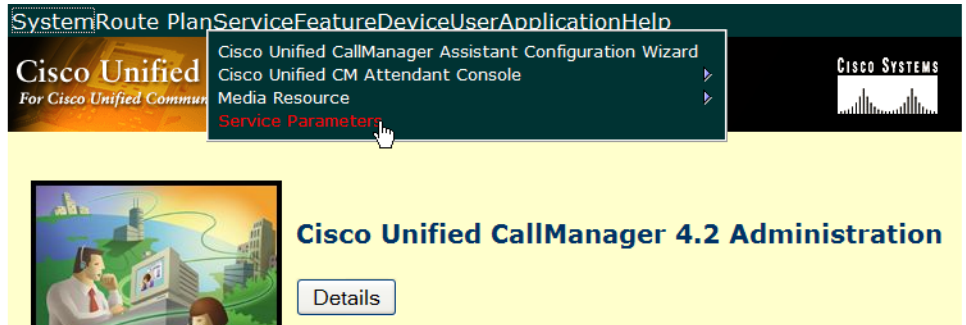 SystemRoute PlanServiceFeatureDeviceUserApplicationHelp
Cisco Unified CallManager Assistant Configuration Wizard
Cisco Unified CM Attendant Console
Media Resource
Service Parameters
Cisco Unified
For Cisco Unified Commun
CISCO SYSTEMS
Cisco Unified CallManager 4.2 Administration
Details